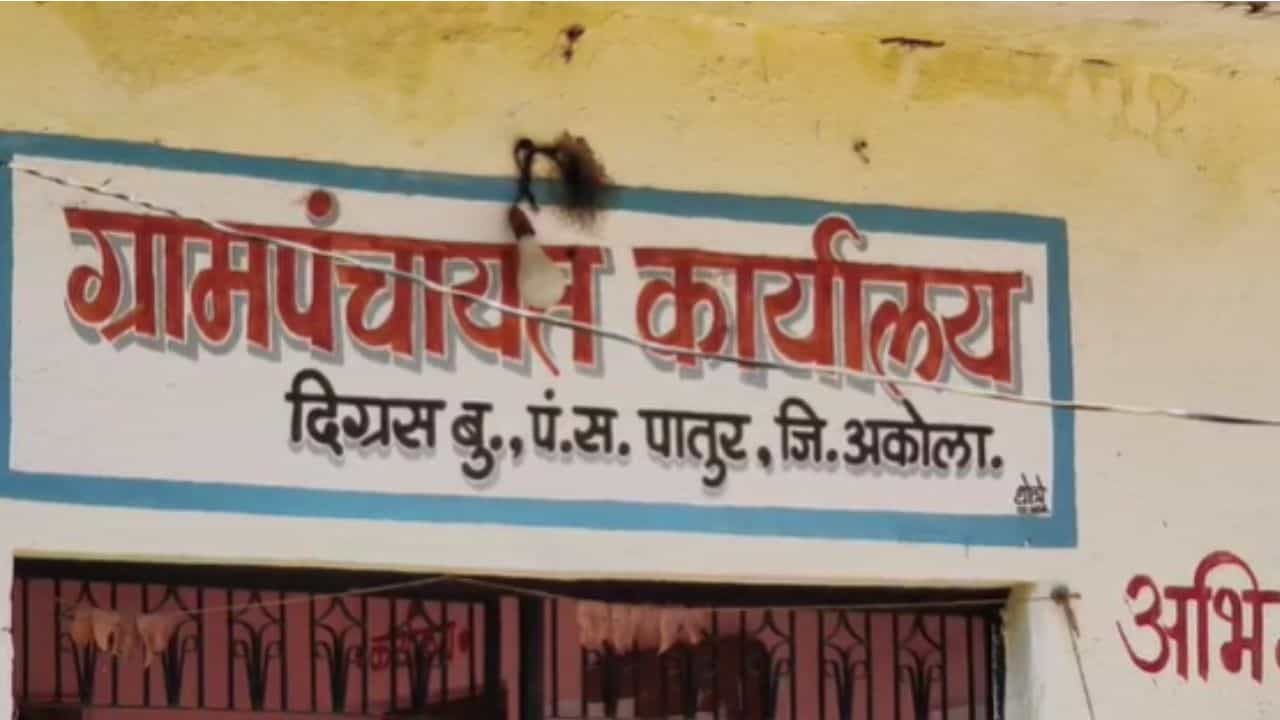 ग्रामपंचायत कार्यालय
दिग्रस बु., पं.स. पातुर, जि.अकोला.